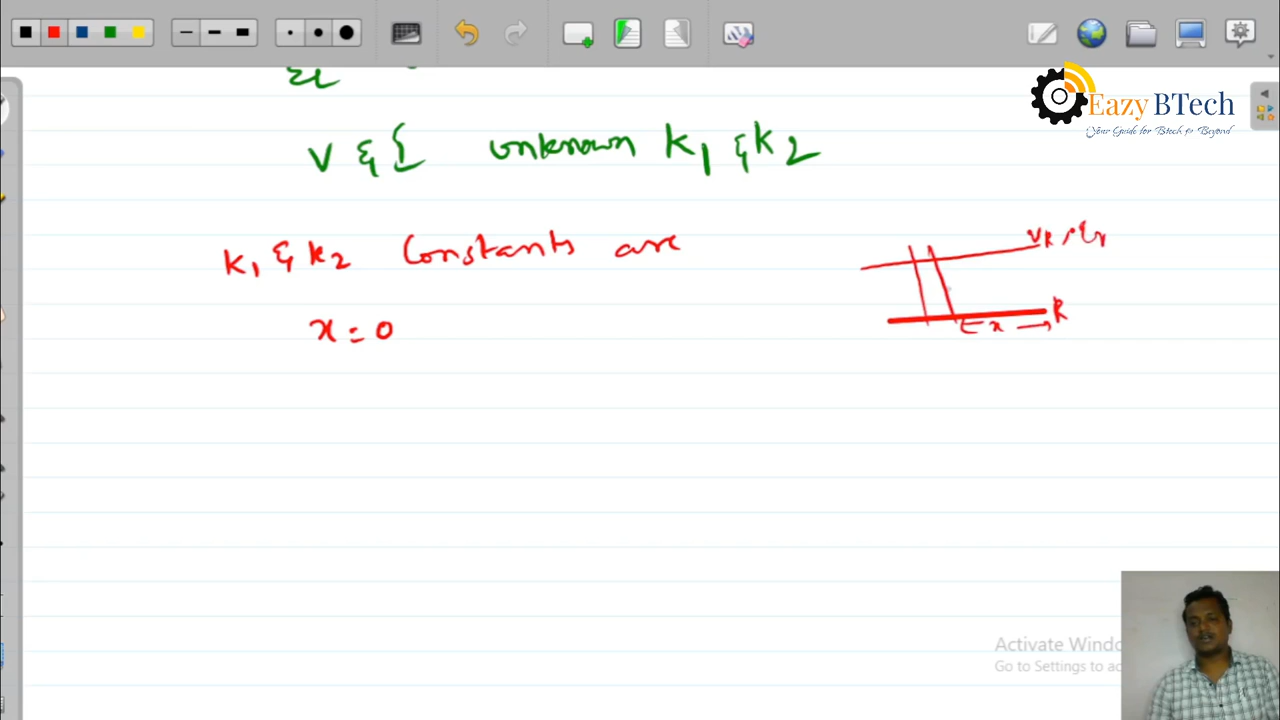 Eazy BTech
Your Guide for Btech & Beyond
V & I unknown k1 & k2
k1 & k2 constants are
x = 0
VR, IR
x → R
Activate Windo
Go to Settings to ac